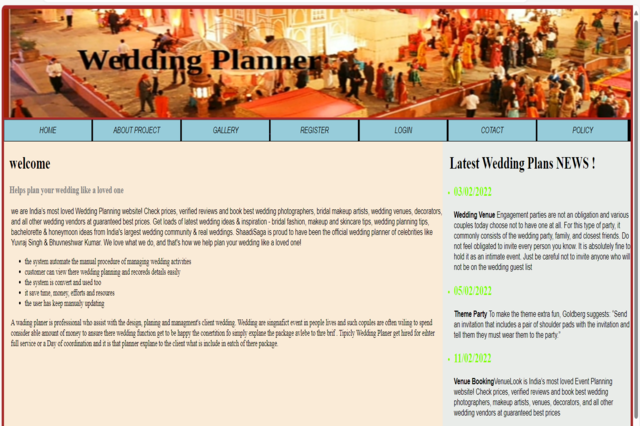 Wedding Planner
HOME
ABOUT PROJECT
GALLERY
REGISTER
LOGIN
COTACT
POLICY
welcome
Helps plan your wedding like a loved one
we are India's most loved Wedding Planning website! Check prices, verified reviews and book best wedding photographers, bridal makeup artists, wedding venues, decorators,
and all other wedding vendors at guaranteed best prices. Get loads of latest wedding ideas & inspiration - bridal fashion, makeup and skincare tips, wedding planning tips,
bachelorette & honeymoon ideas from India's largest wedding community & real weddings. ShaadiSaga is proud to have been the official wedding planner of celebrities like
Yuvraj Singh & Bhuvneshwar Kumar. We love what we do, and that's how we help plan your wedding like a loved one!
• the system automate the manual procedure of managing wedding activities
• customer can view there wedding planning and recoreds details easily
• the system is convert and used too
• it save time, money, efforts and resoures
• the user has keep manualy updating
A wading planer is professional who assist with the design, planing and managment's client wedding. Wedding are singnafict event in people lives and such copules are often wiling to spend
consider able amount of money to ensure there wedding function get to be happy the conertition fo simply explane the package avlebe to thre brif . Tipicly Wedding Planer get hired for editer
full service or a Day of coordination and it is that planner explane to the client what is include in eatch of there package.
Latest Wedding Plans NEWS !
• 03/02/2022
Wedding Venue Engagement parties are not an obligation and various
couples today choose not to have one at all. For this type of party, it
commonly consists of the wedding party, family, and closest friends. Do
not feel obligated to invite every person you know. It is absolutely fine to
hold it as an intimate event. Just be careful not to invite anyone who will
not be on the wedding guest list
• 05/02/2022
Theme Party To make the theme extra fun, Goldberg suggests: "Send
an invitation that includes a pair of shoulder pads with the invitation and
tell them they must wear them to the party."
• 11/02/2022
Venue BookingVenueLook is India's most loved Event Planning
website! Check prices, verified reviews and book best wedding
photographers, makeup artists, venues, decorators, and all other
wedding vendors at guaranteed best prices